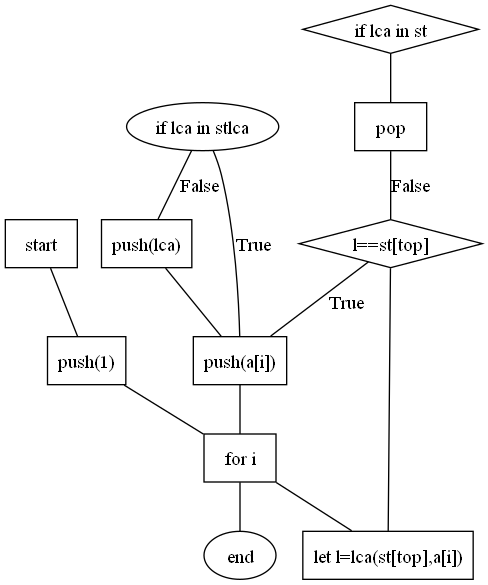 if lca in st
if lca in stlca
pop
False
False
start
push(lca)
True
l==st[top]
True
push(1)
push(a[i])
for i
end
let l=lca(st[top],a[i])